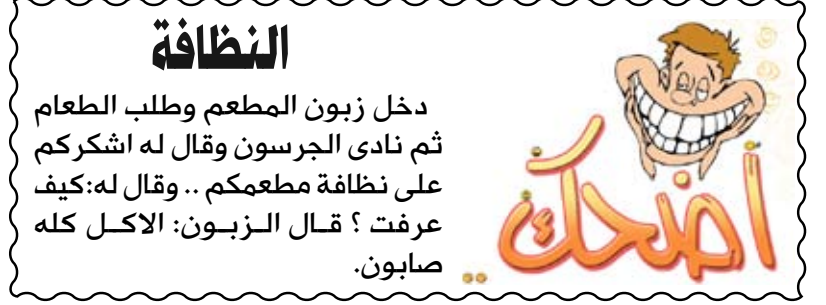 النظافة
دخل زبون المطعم وطلب الطعام
ثم نادى الجرسون وقال له اشكركم
على نظافة مطعمكم .. وقال له:كيف
عرفت ؟ قال الزبون: الاكل كله
صابون.
اضحك ..